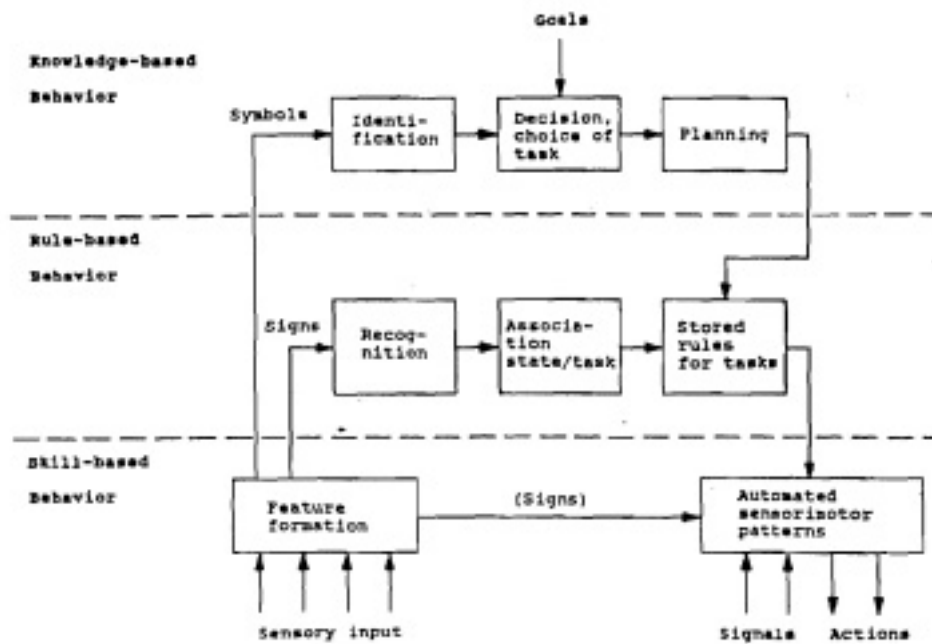 Goals
Knowledge-based
Behavior
Symbols
Identi-
fication
Decision,
choice of
task
Planning
Rule-based
Behavior
Signs
Recog-
nition
Associa-
tion
state/task
Stored
rules
for tasks
Skill-based
Behavior
Feature
formation
(Signs)
Automated
sensorimotor
patterns
Sensory input
Signals
Actions